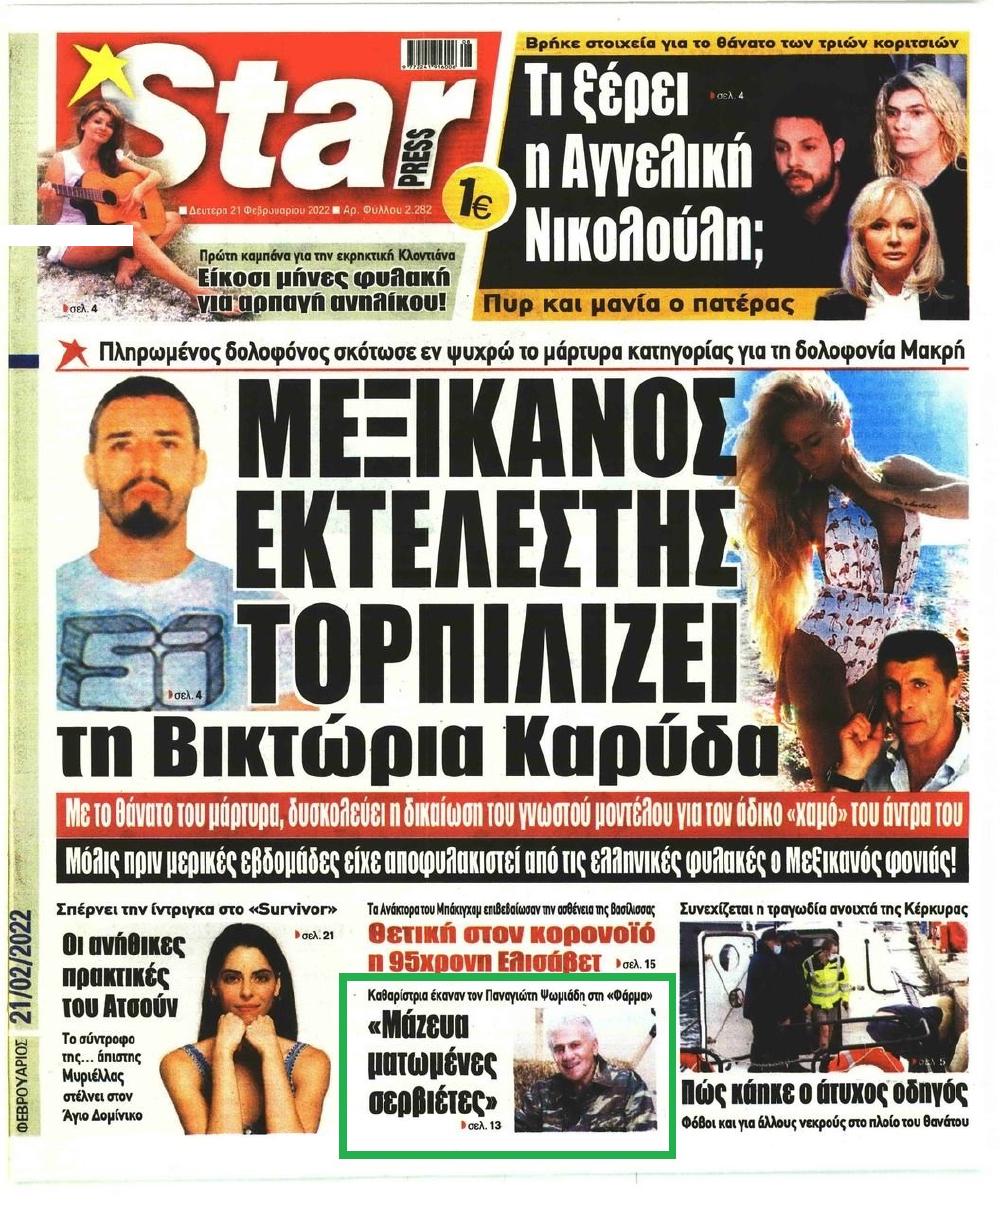 Star
PRESS
9 772241 916006
08
1€
Δευτερα 21 Φεβρουαριου 2022 ■ Αρ. Φυλλου 2.282
Πρώτη καμπάνα για την εκρηκτική Κλοντιάνα
Είκοσι μήνες φυλακή
για αρπαγή ανηλίκου!
σελ. 4
Βρήκε στοιχεία για το θάνατο των τριών κοριτσιών
Τι ξέρει
σελ. 4
η Αγγελική
Νικολούλη;
Πυρ και μανία ο πατέρας
Πληρωμένος δολοφόνος σκότωσε εν ψυχρώ το μάρτυρα κατηγορίας για τη δολοφονία Μακρή
ΜΕΞΙΚΑΝΟΣ
ΕΚΤΕΛΕΣΤΗΣ
ΤΟΡΠΙΛΙΖΕΙ
τη Βικτώρια Καρύδα
Si
σελ. 4
Με το θάνατο του μάρτυρα, δυσκολεύει η δικαίωση του γνωστού μοντέλου για τον άδικο «χαμό» του άντρα του
Μόλις πριν μερικές εβδομάδες είχε αποφυλακιστεί από τις ελληνικές φυλακές ο Μεξικανός φονιάς!
Σπέρνει την ίντριγκα στο «Survivor»
Οι ανήθικες
πρακτικές
του Ατσούν
σελ. 21
Το σύντροφο
της... άπιστης
Μυριέλλας
στέλνει στον
Άγιο Δομίνικο
Τα Ανάκτορα του Μπάκιγχαμ επιβεβαίωσαν την ασθένεια της Βασίλισσας
Θετική στον κορονοϊό
η 95χρονη Ελισάβετ
σελ. 15
Καθαρίστρια έκαναν τον Παναγιώτη Ψωμιάδη στη «Φάρμα»
«Μάζευα
ματωμένες
σερβιέτες»
σελ. 13
Συνεχίζεται η τραγωδία ανοιχτά της Κέρκυρας
σελ. 5
Πώς κάηκε ο άτυχος οδηγός
Φόβοι και για άλλους νεκρούς στο πλοίο του θανάτου
ΦΕΒΡΟΥΑΡΙΟΣ 21/02/2022